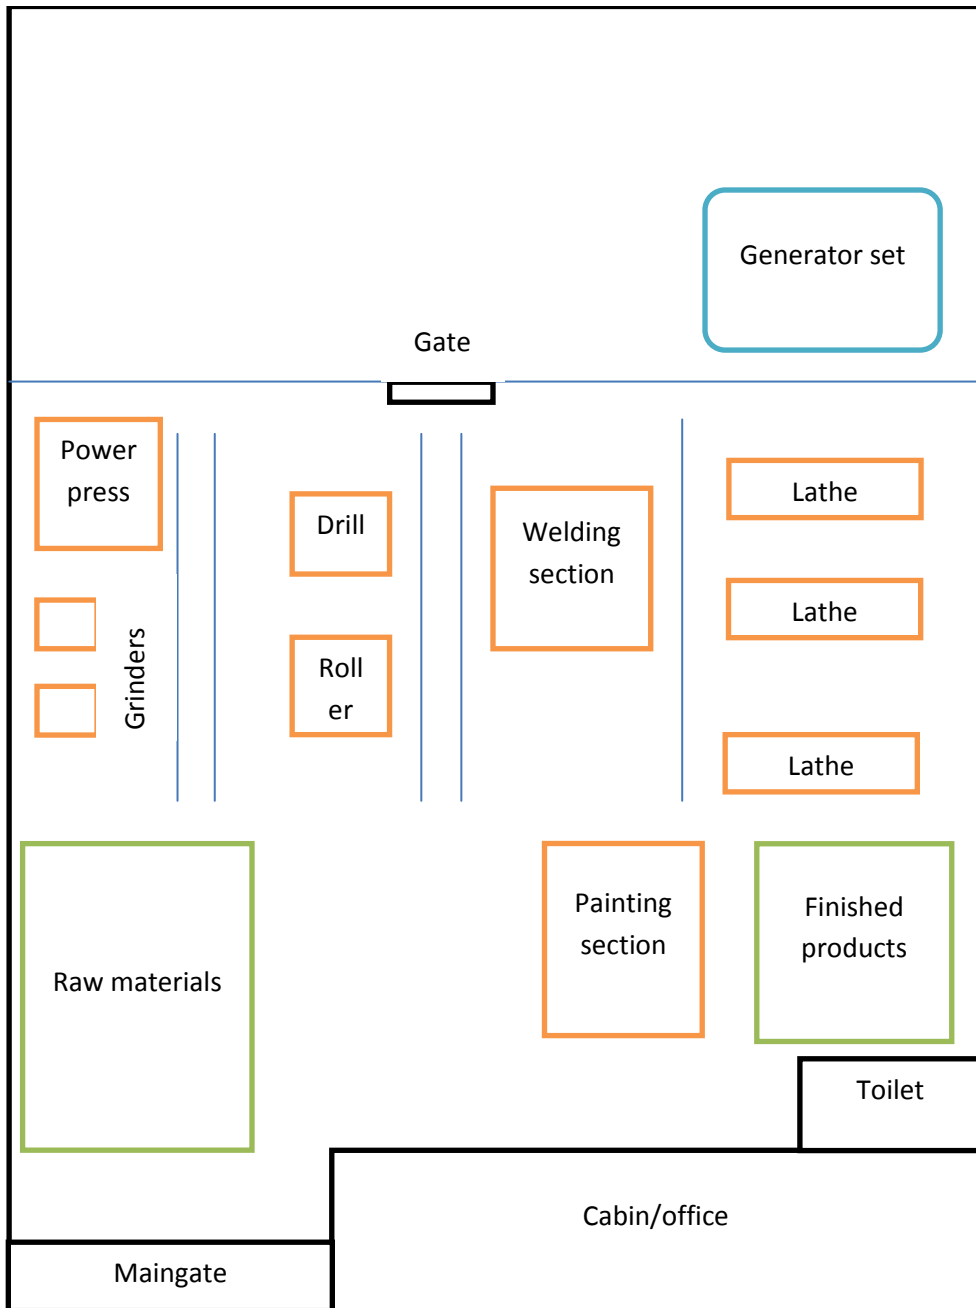 Generator set
Gate
Power
press
Drill
Welding
section
Lathe
Lathe
Grinders
Roll
er
Lathe
Raw materials
Painting
section
Finished
products
Toilet
Cabin/office
Maingate